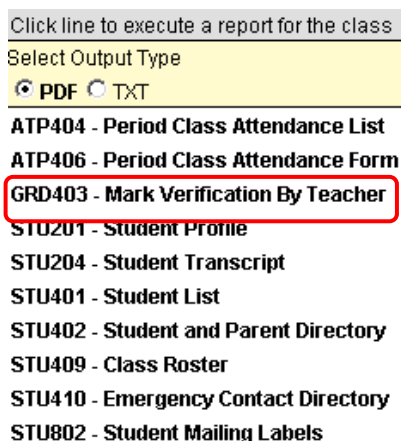 Click line to execute a report for the class
Select Output Type
PDF TXT
ATP404 - Period Class Attendance List
ATP406 - Period Class Attendance Form
GRD403 - Mark Verification By Teacher
STU201 - Student Profile
STU204 - Student Transcript
STU401 - Student List
STU402 - Student and Parent Directory
STU409 - Class Roster
STU410 - Emergency Contact Directory
STU802 - Student Mailing Labels